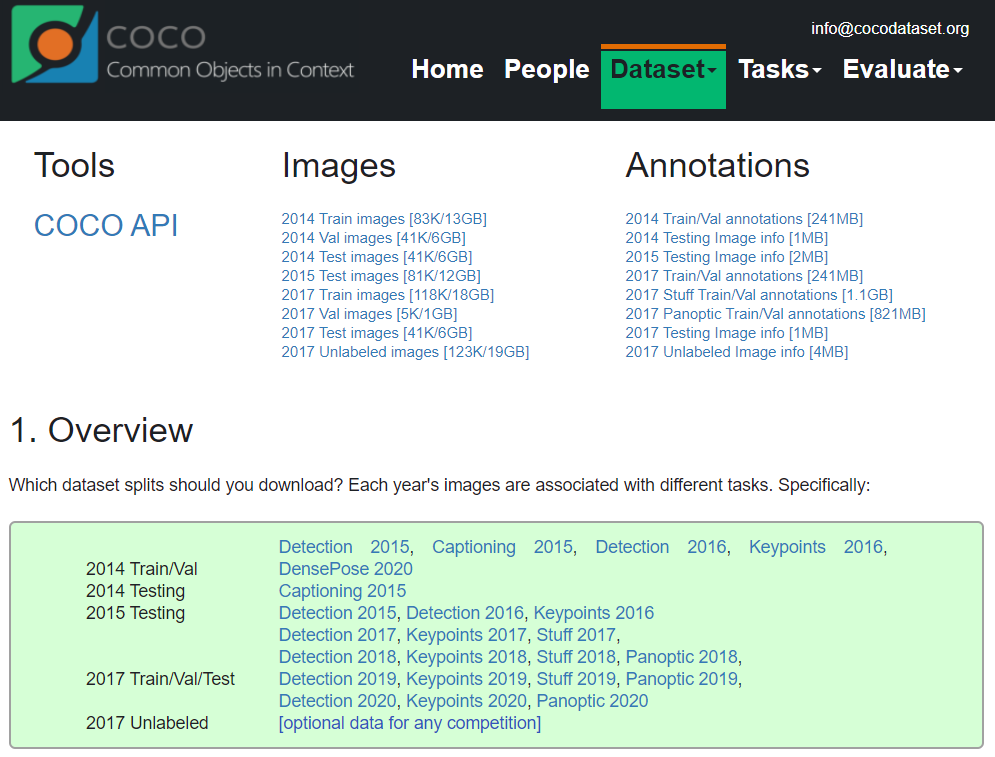 info@cocodataset.org
COCO
Common Objects in Context
Home People Dataset Tasks Evaluate
Tools
COCO API
Images
2014 Train images [83K/13GB]
2014 Val images [41K/6GB]
2014 Test images [41K/6GB]
2015 Test images [81K/12GB]
2017 Train images [118K/18GB]
2017 Val images [5K/1GB]
2017 Test images [41K/6GB]
2017 Unlabeled images [123K/19GB]
Annotations
2014 Train/Val annotations [241MB]
2014 Testing Image info [1MB]
2015 Testing Image info [2MB]
2017 Train/Val annotations [241MB]
2017 Stuff Train/Val annotations [1.1GB]
2017 Panoptic Train/Val annotations [821MB]
2017 Testing Image info [1MB]
2017 Unlabeled Image info [4MB]
1. Overview
Which dataset splits should you download? Each year's images are associated with different tasks. Specifically:
Detection 2015, Captioning 2015, Detection 2016, Keypoints 2016,
2014 Train/Val DensePose 2020
2014 Testing Captioning 2015
2015 Testing Detection 2015, Detection 2016, Keypoints 2016
Detection 2017, Keypoints 2017, Stuff 2017,
Detection 2018, Keypoints 2018, Stuff 2018, Panoptic 2018,
2017 Train/Val/Test Detection 2019, Keypoints 2019, Stuff 2019, Panoptic 2019,
Detection 2020, Keypoints 2020, Panoptic 2020
2017 Unlabeled [optional data for any competition]